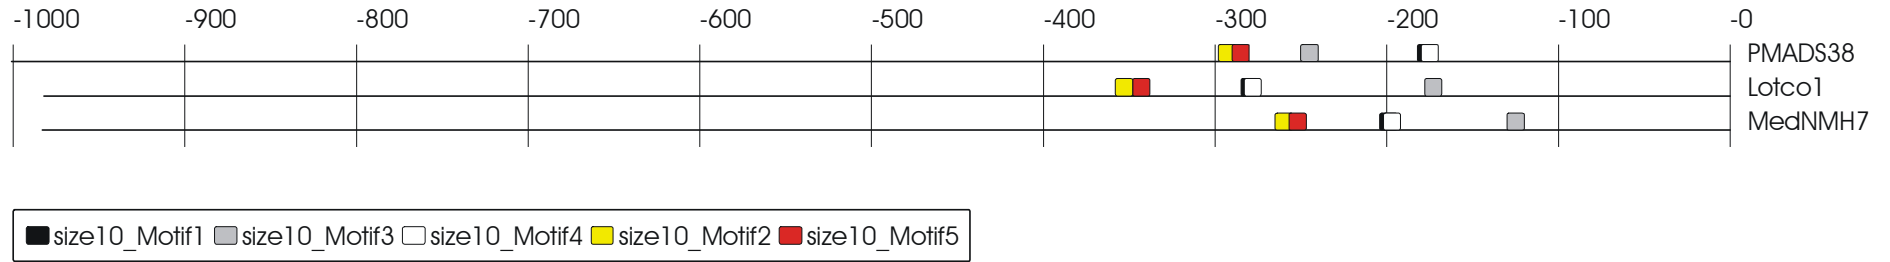 -1000 -900 -800 -700 -600 -500 -400 -300 -200 -100 -0
PMADS38
Lotco1
MedNMH7
size10_Motif1 size10_Motif3 size10_Motif4 size10_Motif2 size10_Motif5